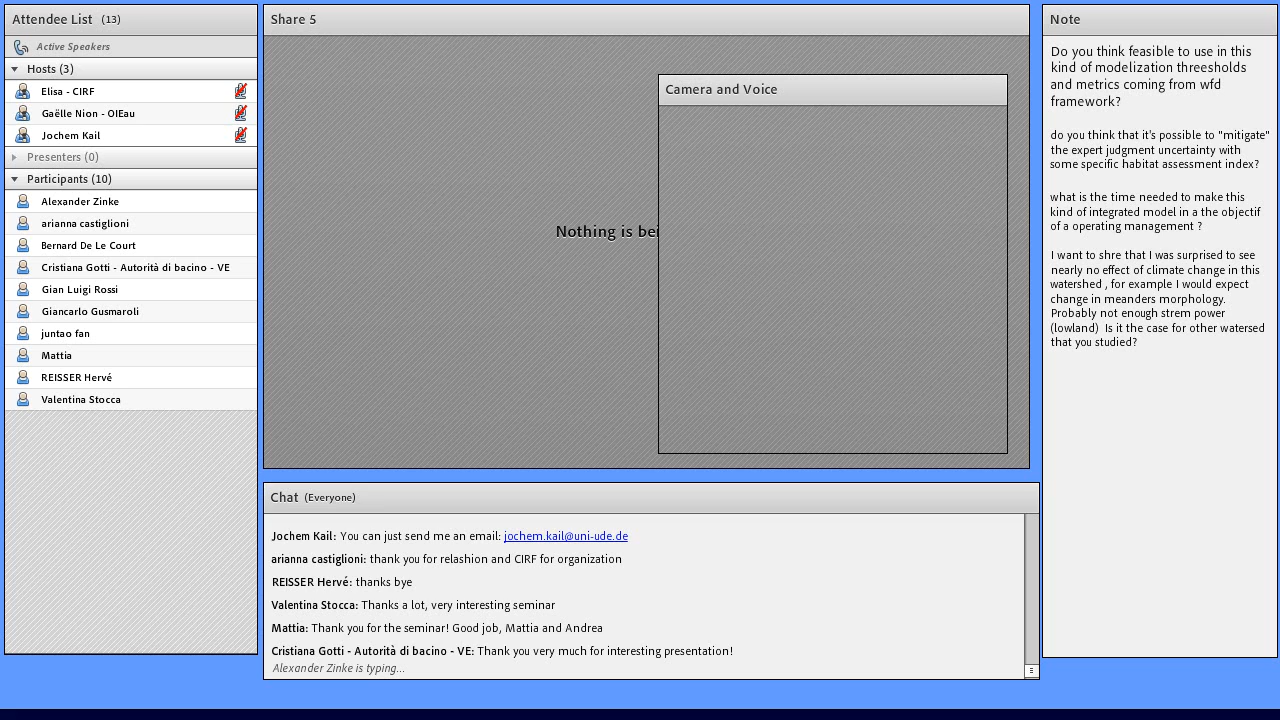 Attendee List (13)
Active Speakers
Hosts (3)
Elisa - CIRF
Gaëlle Nion - OIEau
Jochem Kail
Presenters (0)
Participants (10)
Alexander Zinke
arianna castiglioni
Bernard De Le Court
Cristiana Gotti - Autorità di bacino - VE
Gian Luigi Rossi
Giancarlo Gusmaroli
juntao fan
Mattia
REISSER Hervé
Valentina Stocca
Share 5
Nothing is bei
Camera and Voice
Chat (Everyone)
Jochem Kail: You can just send me an email: jochem.kail@uni-ude.de
arianna castiglioni: thank you for relashion and CIRF for organization
REISSER Hervé: thanks bye
Valentina Stocca: Thanks a lot, very interesting seminar
Mattia: Thank you for the seminar! Good job, Mattia and Andrea
Cristiana Gotti - Autorità di bacino - VE: Thank you very much for interesting presentation!
Alexander Zinke is typing...
Note
Do you think feasible to use in this
kind of modelization threesholds
and metrics coming from wfd
framework?
do you think that it's possible to "mitigate"
the expert judgment uncertainty with
some specific habitat assessment index?
what is the time needed to make this
kind of integrated model in a the objectif
of a operating management ?
I want to shre that I was surprised to see
nearly no effect of climate change in this
watershed , for example I would expect
change in meanders morphology.
Probably not enough strem power
(lowland) Is it the case for other watersed
that you studied?